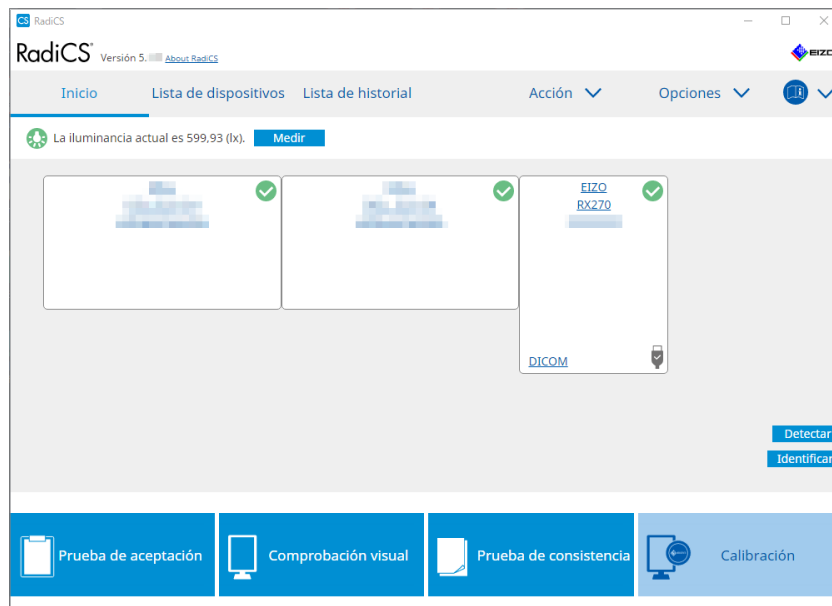 CS RadiCS
RadiCS Versión 5. About RadiCS
EIZO
Inicio Lista de dispositivos Lista de historial Acción Opciones
La iluminancia actual es 599,93 (lx). Medir
EIZO
RX270
DICOM
Detectar
Identificar
Prueba de aceptación Comprobación visual Prueba de consistencia Calibración